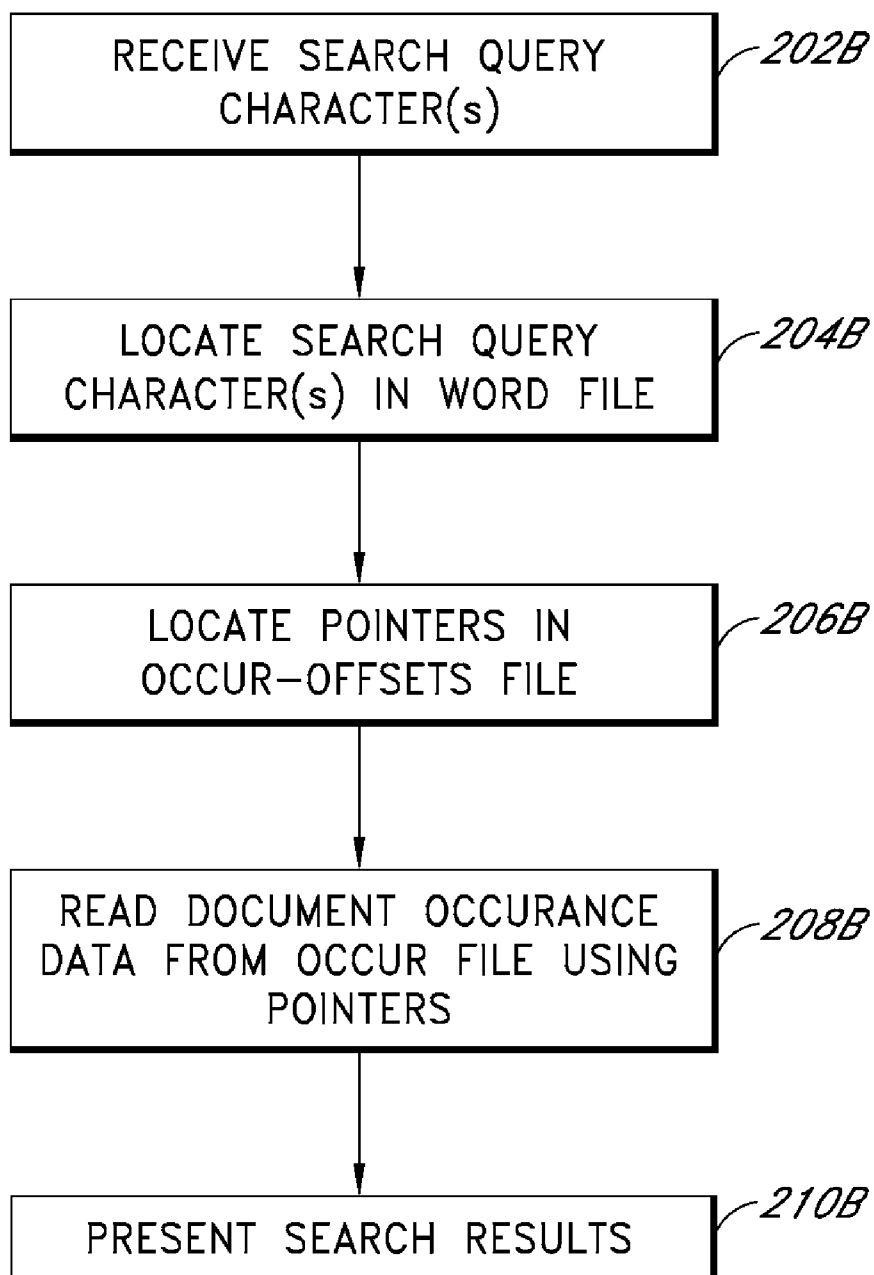 RECEIVE SEARCH QUERY
CHARACTER(s)
202B
LOCATE SEARCH QUERY
CHARACTER(s) IN WORD FILE
204B
LOCATE POINTERS IN
OCCUR-OFFSETS FILE
206B
READ DOCUMENT OCCURANCE
DATA FROM OCCUR FILE USING
POINTERS
208B
PRESENT SEARCH RESULTS
210B